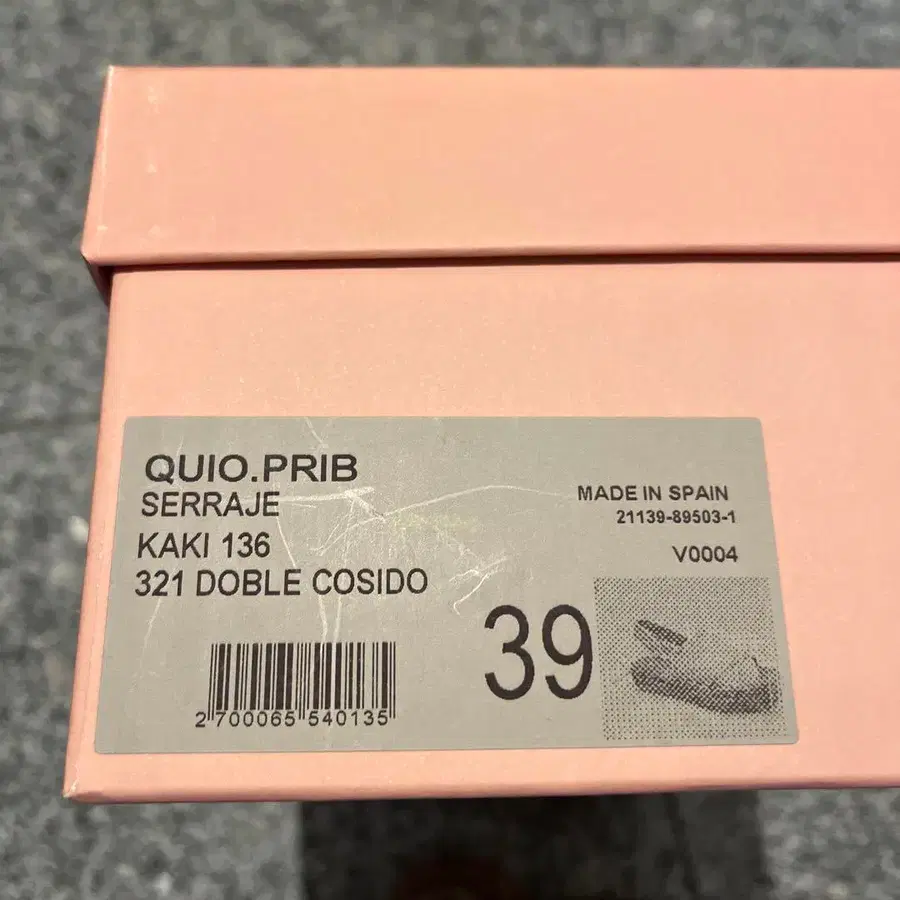 QUIO.PRIB
SERRAJE
KAKI 136
321 DOBLE COSIDO
MADE IN SPAIN
21139-89503-1
V0004
39
2 700065 540135